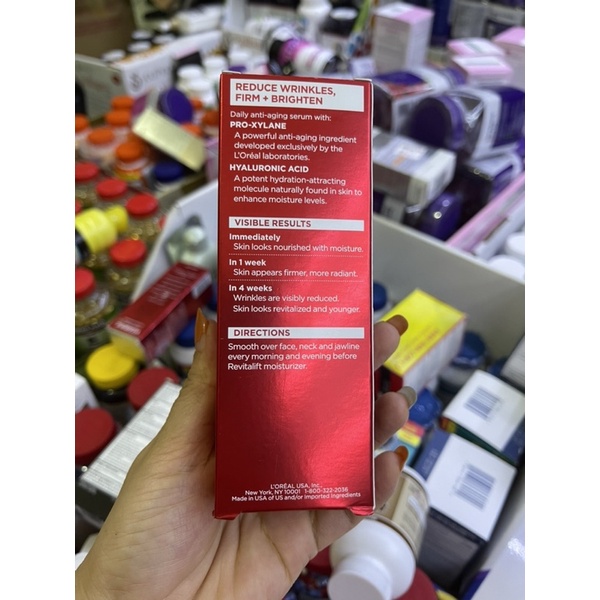 REDUCE WRINKLES,
FIRM + BRIGHTEN
Daily anti-aging serum with:
PRO-XYLANE
A powerful anti-aging ingredient
developed exclusively by the
L'Oréal laboratories.
HYALURONIC ACID
A potent hydration-attracting
molecule naturally found in skin to
enhance moisture levels.
VISIBLE RESULTS
Immediately
Skin looks nourished with moisture.
In 1 week
Skin appears firmer, more radiant.
In 4 weeks
Wrinkles are visibly reduced.
Skin looks revitalized and younger.
DIRECTIONS
Smooth over face, neck and jawline
every morning and evening before
Revitalift moisturizer.
L'ORÉAL USA, Inc.
New York, NY 10001 1-800-322-2036
Made in USA of US and/or Imported Ingredients